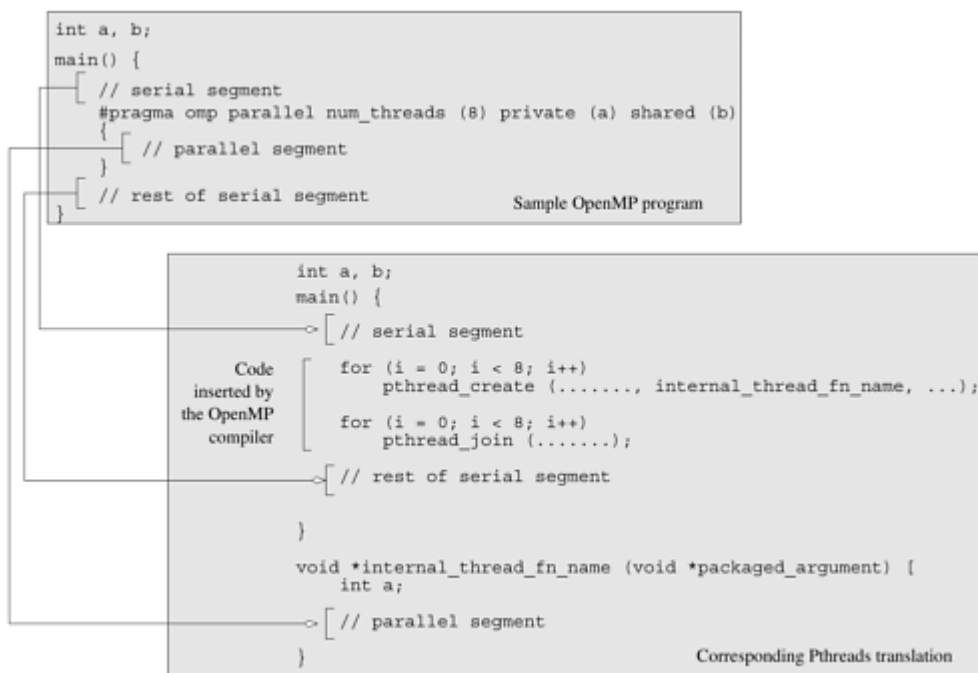 int a, b;
main() {
// serial segment
#pragma omp parallel num_threads (8) private (a) shared (b)
{
// parallel segment
}
// rest of serial segment
}
Sample OpenMP program
int a, b;
main() {
// serial segment
Code
inserted by
the OpenMP
compiler
for (i = 0; i < 8; i++)
pthread_create (......., internal_thread_fn_name, ...);
for (i = 0; i < 8; i++)
pthread_join (.......);
// rest of serial segment
}
void *internal_thread_fn_name (void *packaged_argument) [
int a;
// parallel segment
}
Corresponding Pthreads translation